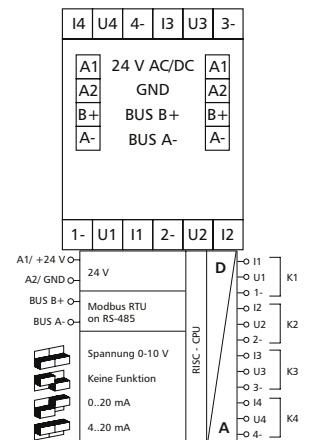 I4 U4 4- I3 U3 3-
A1 24 V AC/DC A1
A2 GND A2
B+ BUS B+ B+
A- BUS A- A-
1- U1 I1 2- U2 I2
A1/ +24 V
A2/ GND
24 V
BUS B+
BUS A-
Modbus RTU
on RS-485
Spannung 0-10 V
Keine Funktion
0..20 mA
4..20 mA
RISC - CPU
D
A
I1
U1
1-
K1
I2
U2
2-
K2
I3
U3
3-
K3
I4
U4
4-
K4